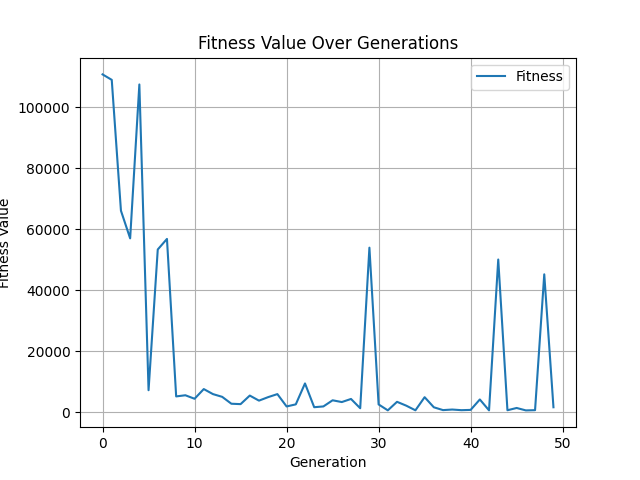 Fitness Value Over Generations
Fitness
100000
80000
60000
40000
20000
0
Fitness Value
0 10 20 30 40 50
Generation